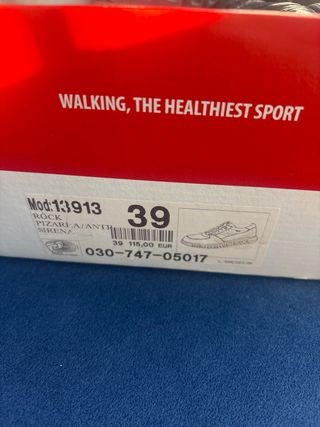 WALKING, THE HEALTHIEST SPORT
Mod:13913
39
ROCK
PIZARRA/ANTR
SIRENA
39 115,00 EUR
030-747-05017